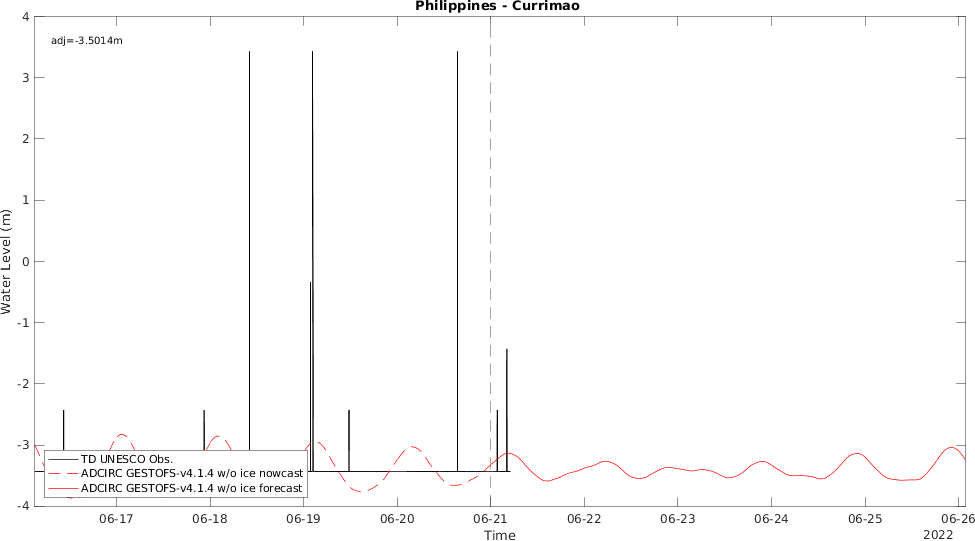 Philippines - Currimao
adj=-3.5014m
4
3
2
1
0
-1
-2
-3
-4
Water Level (m)
TD UNESCO Obs.
ADCIRC GESTOFS-v4.1.4 w/o ice nowcast
ADCIRC GESTOFS-v4.1.4 w/o ice forecast
06-17
06-18
06-19
06-20
06-21
06-22
06-23
06-24
06-25
06-26
Time
2022